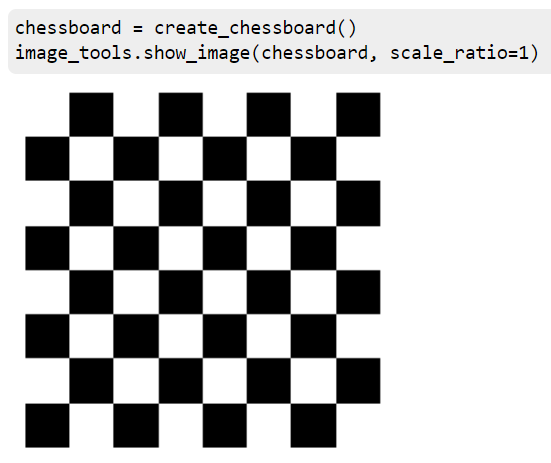 chessboard = create_chessboard()
image_tools.show_image(chessboard, scale_ratio=1)